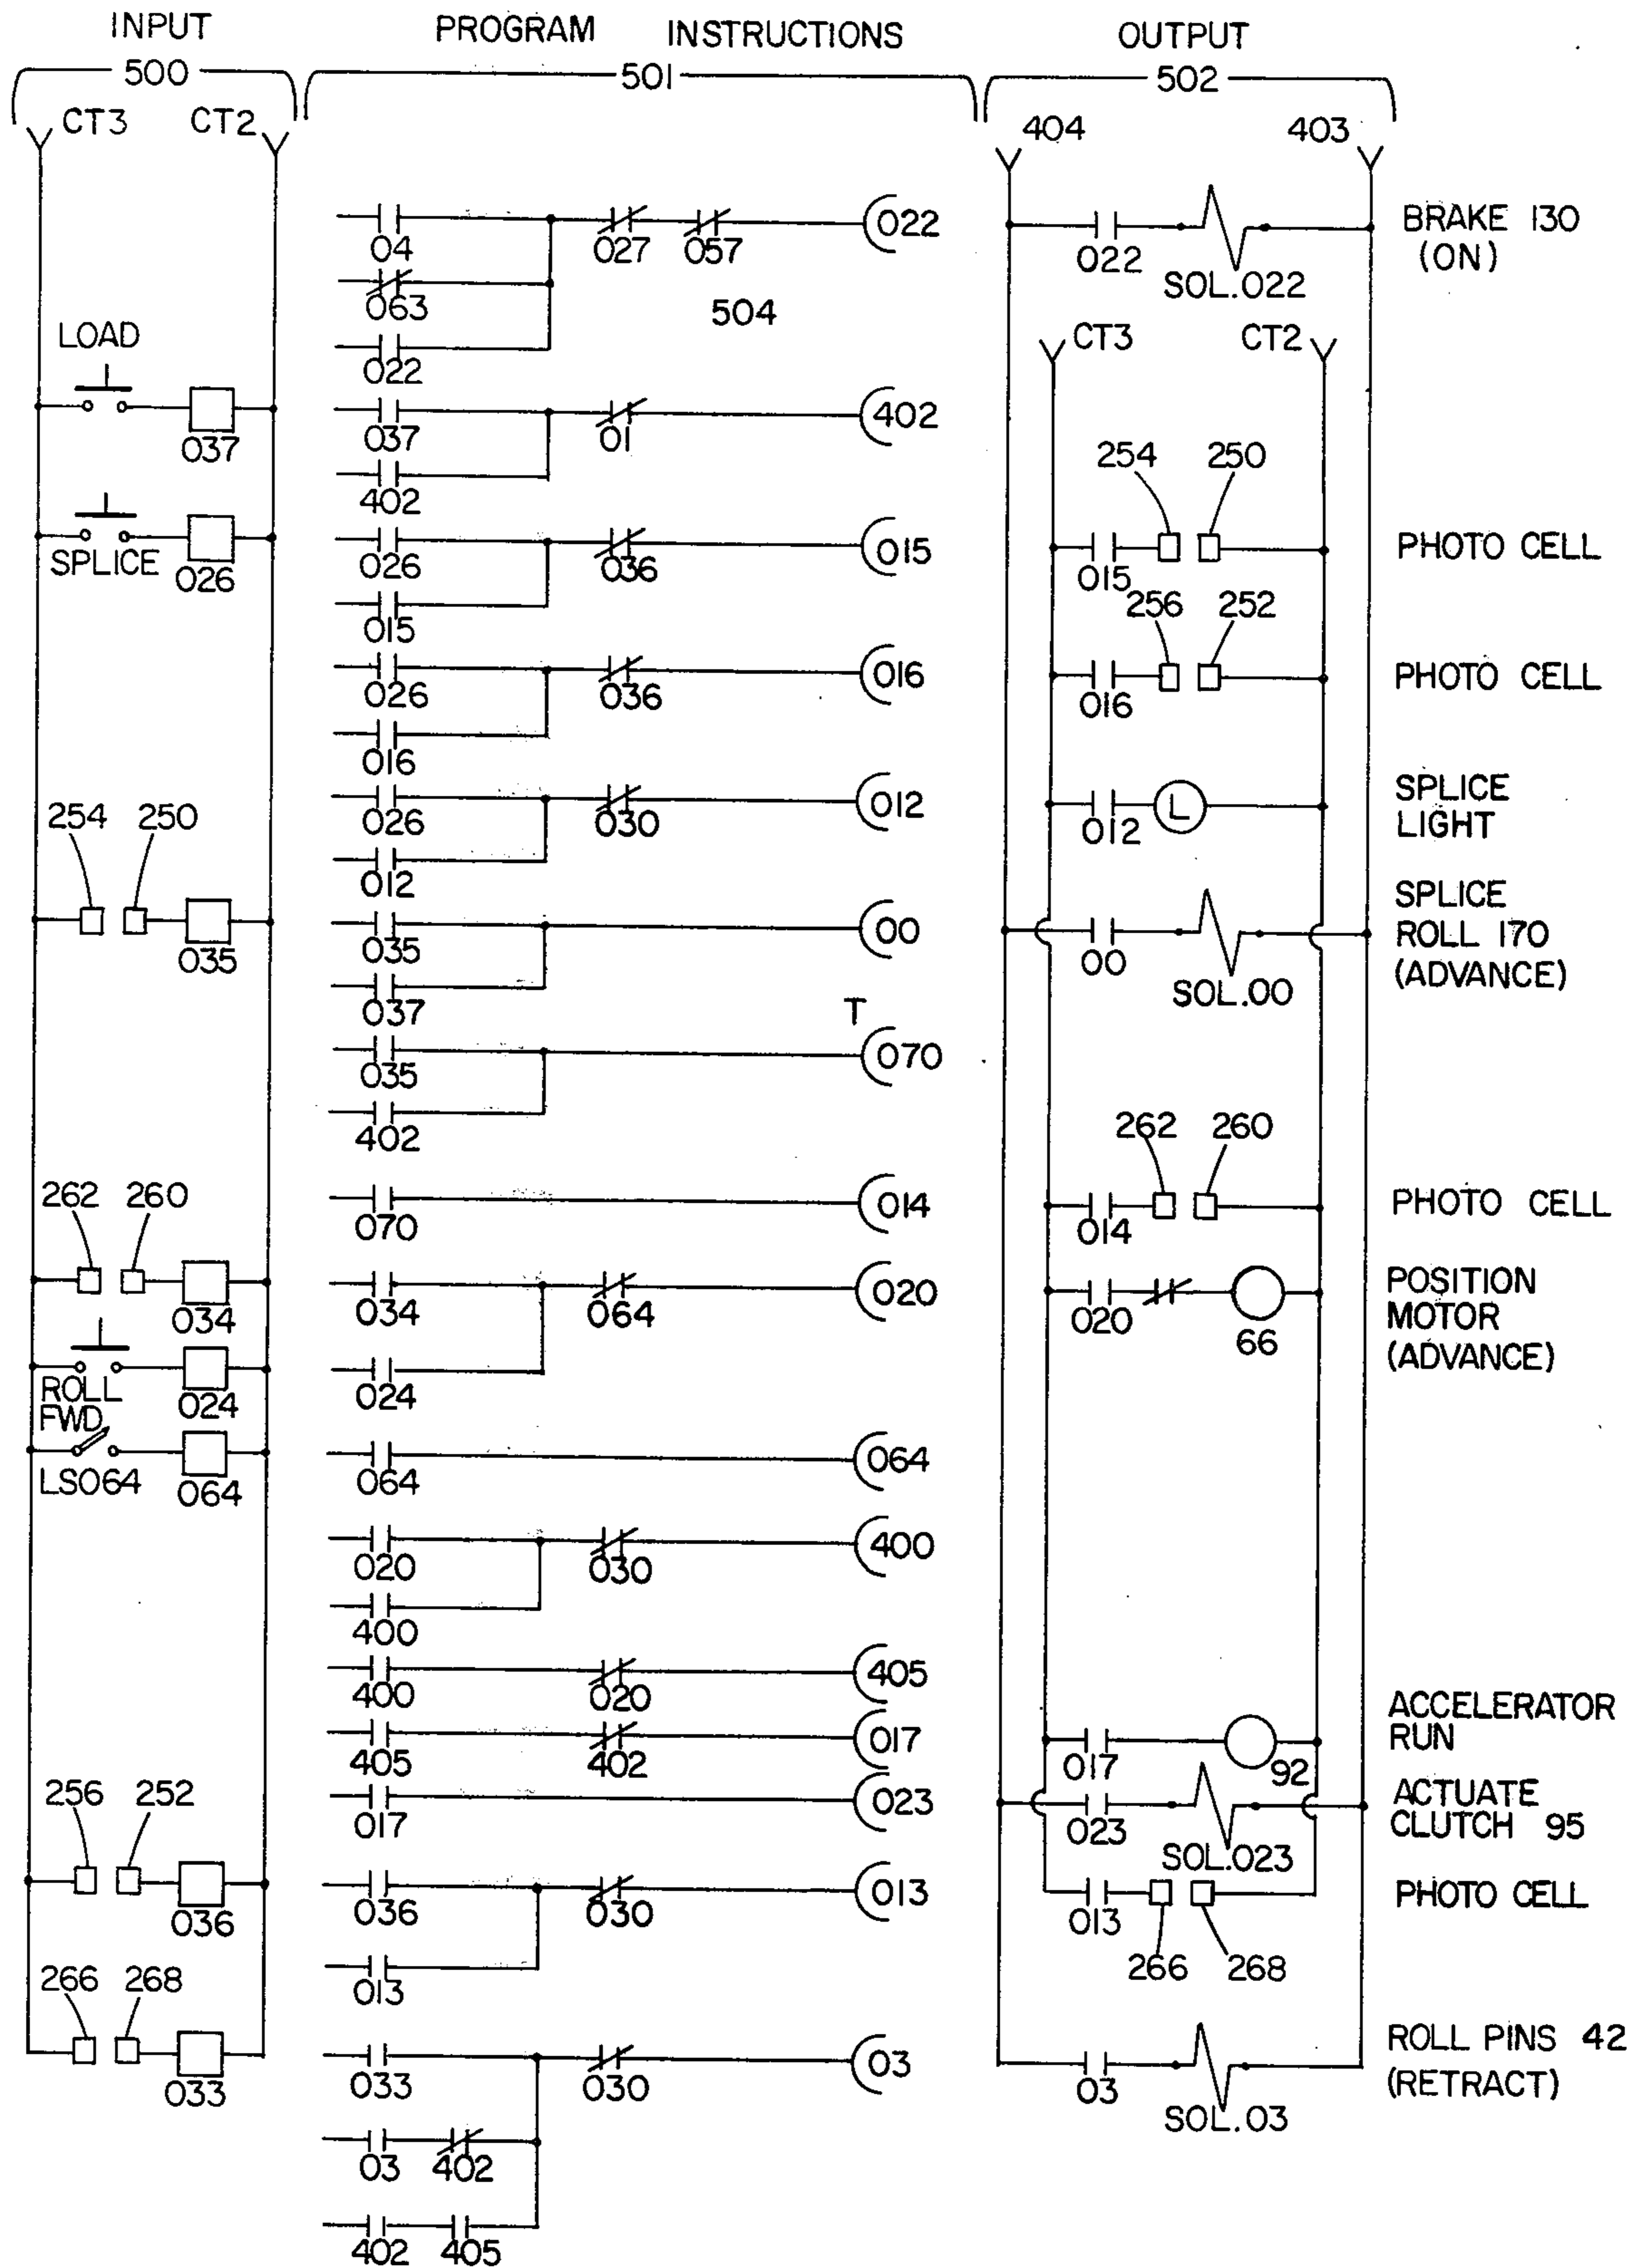 INPUT PROGRAM INSTRUCTIONS OUTPUT
500 501 502
CT3 CT2 404 403
04 027 057 022
022 SOL.022
BRAKE 130
(ON)
063
504
022
CT3 CT2
LOAD
037
037 01 402
402
254 250
SPLICE
026
026 036 015
015
015
PHOTO CELL
256 252
026 036 016
016
016
PHOTO CELL
026 030 012
012
012 L
SPLICE
LIGHT
254 250
035
035 00
037
00 SOL.00
SPLICE
ROLL 170
(ADVANCE)
T
035 070
402
262 260
070 014
014
PHOTO CELL
262 260
034
034 064 020
020 66
POSITION
MOTOR
(ADVANCE)
ROLL
FWD.
024
024
LS064 064
064 064
020 030 400
400
400 020 405
405 402 017
017 92
ACCELERATOR
RUN
017 023
023 SOL.023
ACTUATE
CLUTCH 95
256 252
036
036 030 013
013
013
266 268
PHOTO CELL
266 268
033
033 030 03
03 SOL.03
ROLL PINS 42
(RETRACT)
03 402
402 405